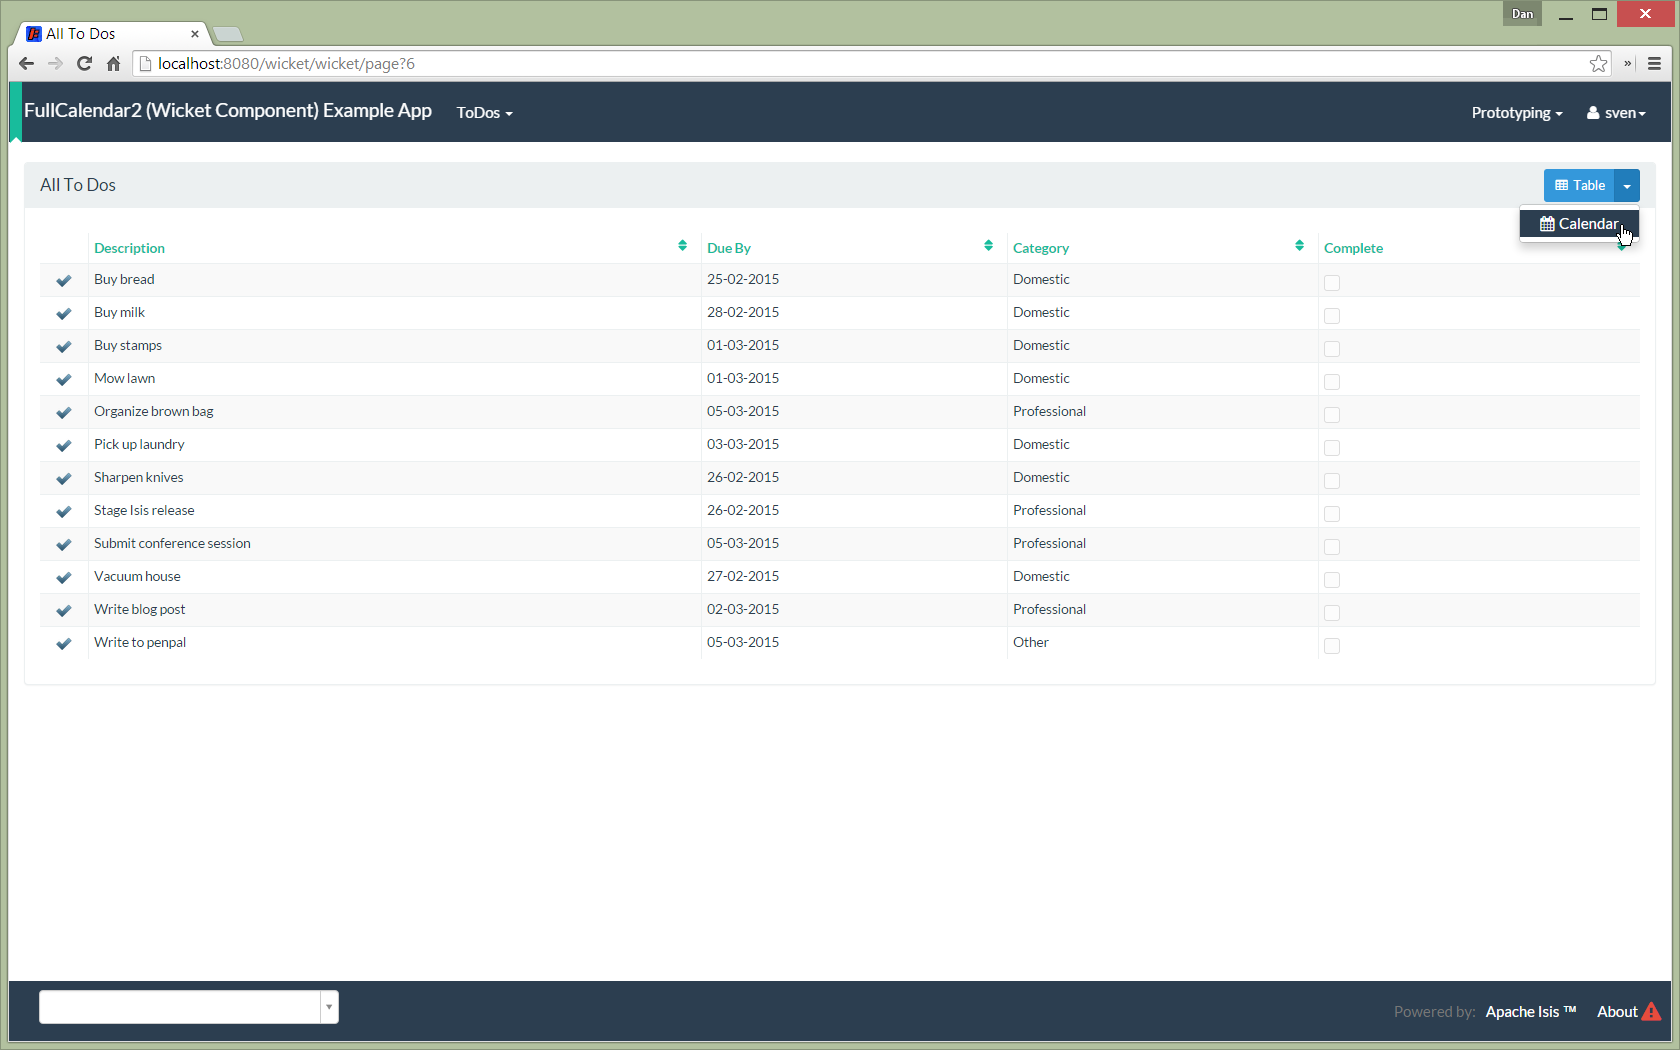 Dan
All To Dos
localhost:8080/wicket/wicket/page?6
FullCalendar2 (Wicket Component) Example App ToDos Prototyping sven
All To Dos Table
Calendar
Description Due By Category Complete
Buy bread 25-02-2015 Domestic
Buy milk 28-02-2015 Domestic
Buy stamps 01-03-2015 Domestic
Mow lawn 01-03-2015 Domestic
Organize brown bag 05-03-2015 Professional
Pick up laundry 03-03-2015 Domestic
Sharpen knives 26-02-2015 Domestic
Stage Isis release 26-02-2015 Professional
Submit conference session 05-03-2015 Professional
Vacuum house 27-02-2015 Domestic
Write blog post 02-03-2015 Professional
Write to penpal 05-03-2015 Other
Powered by: Apache Isis ™ About